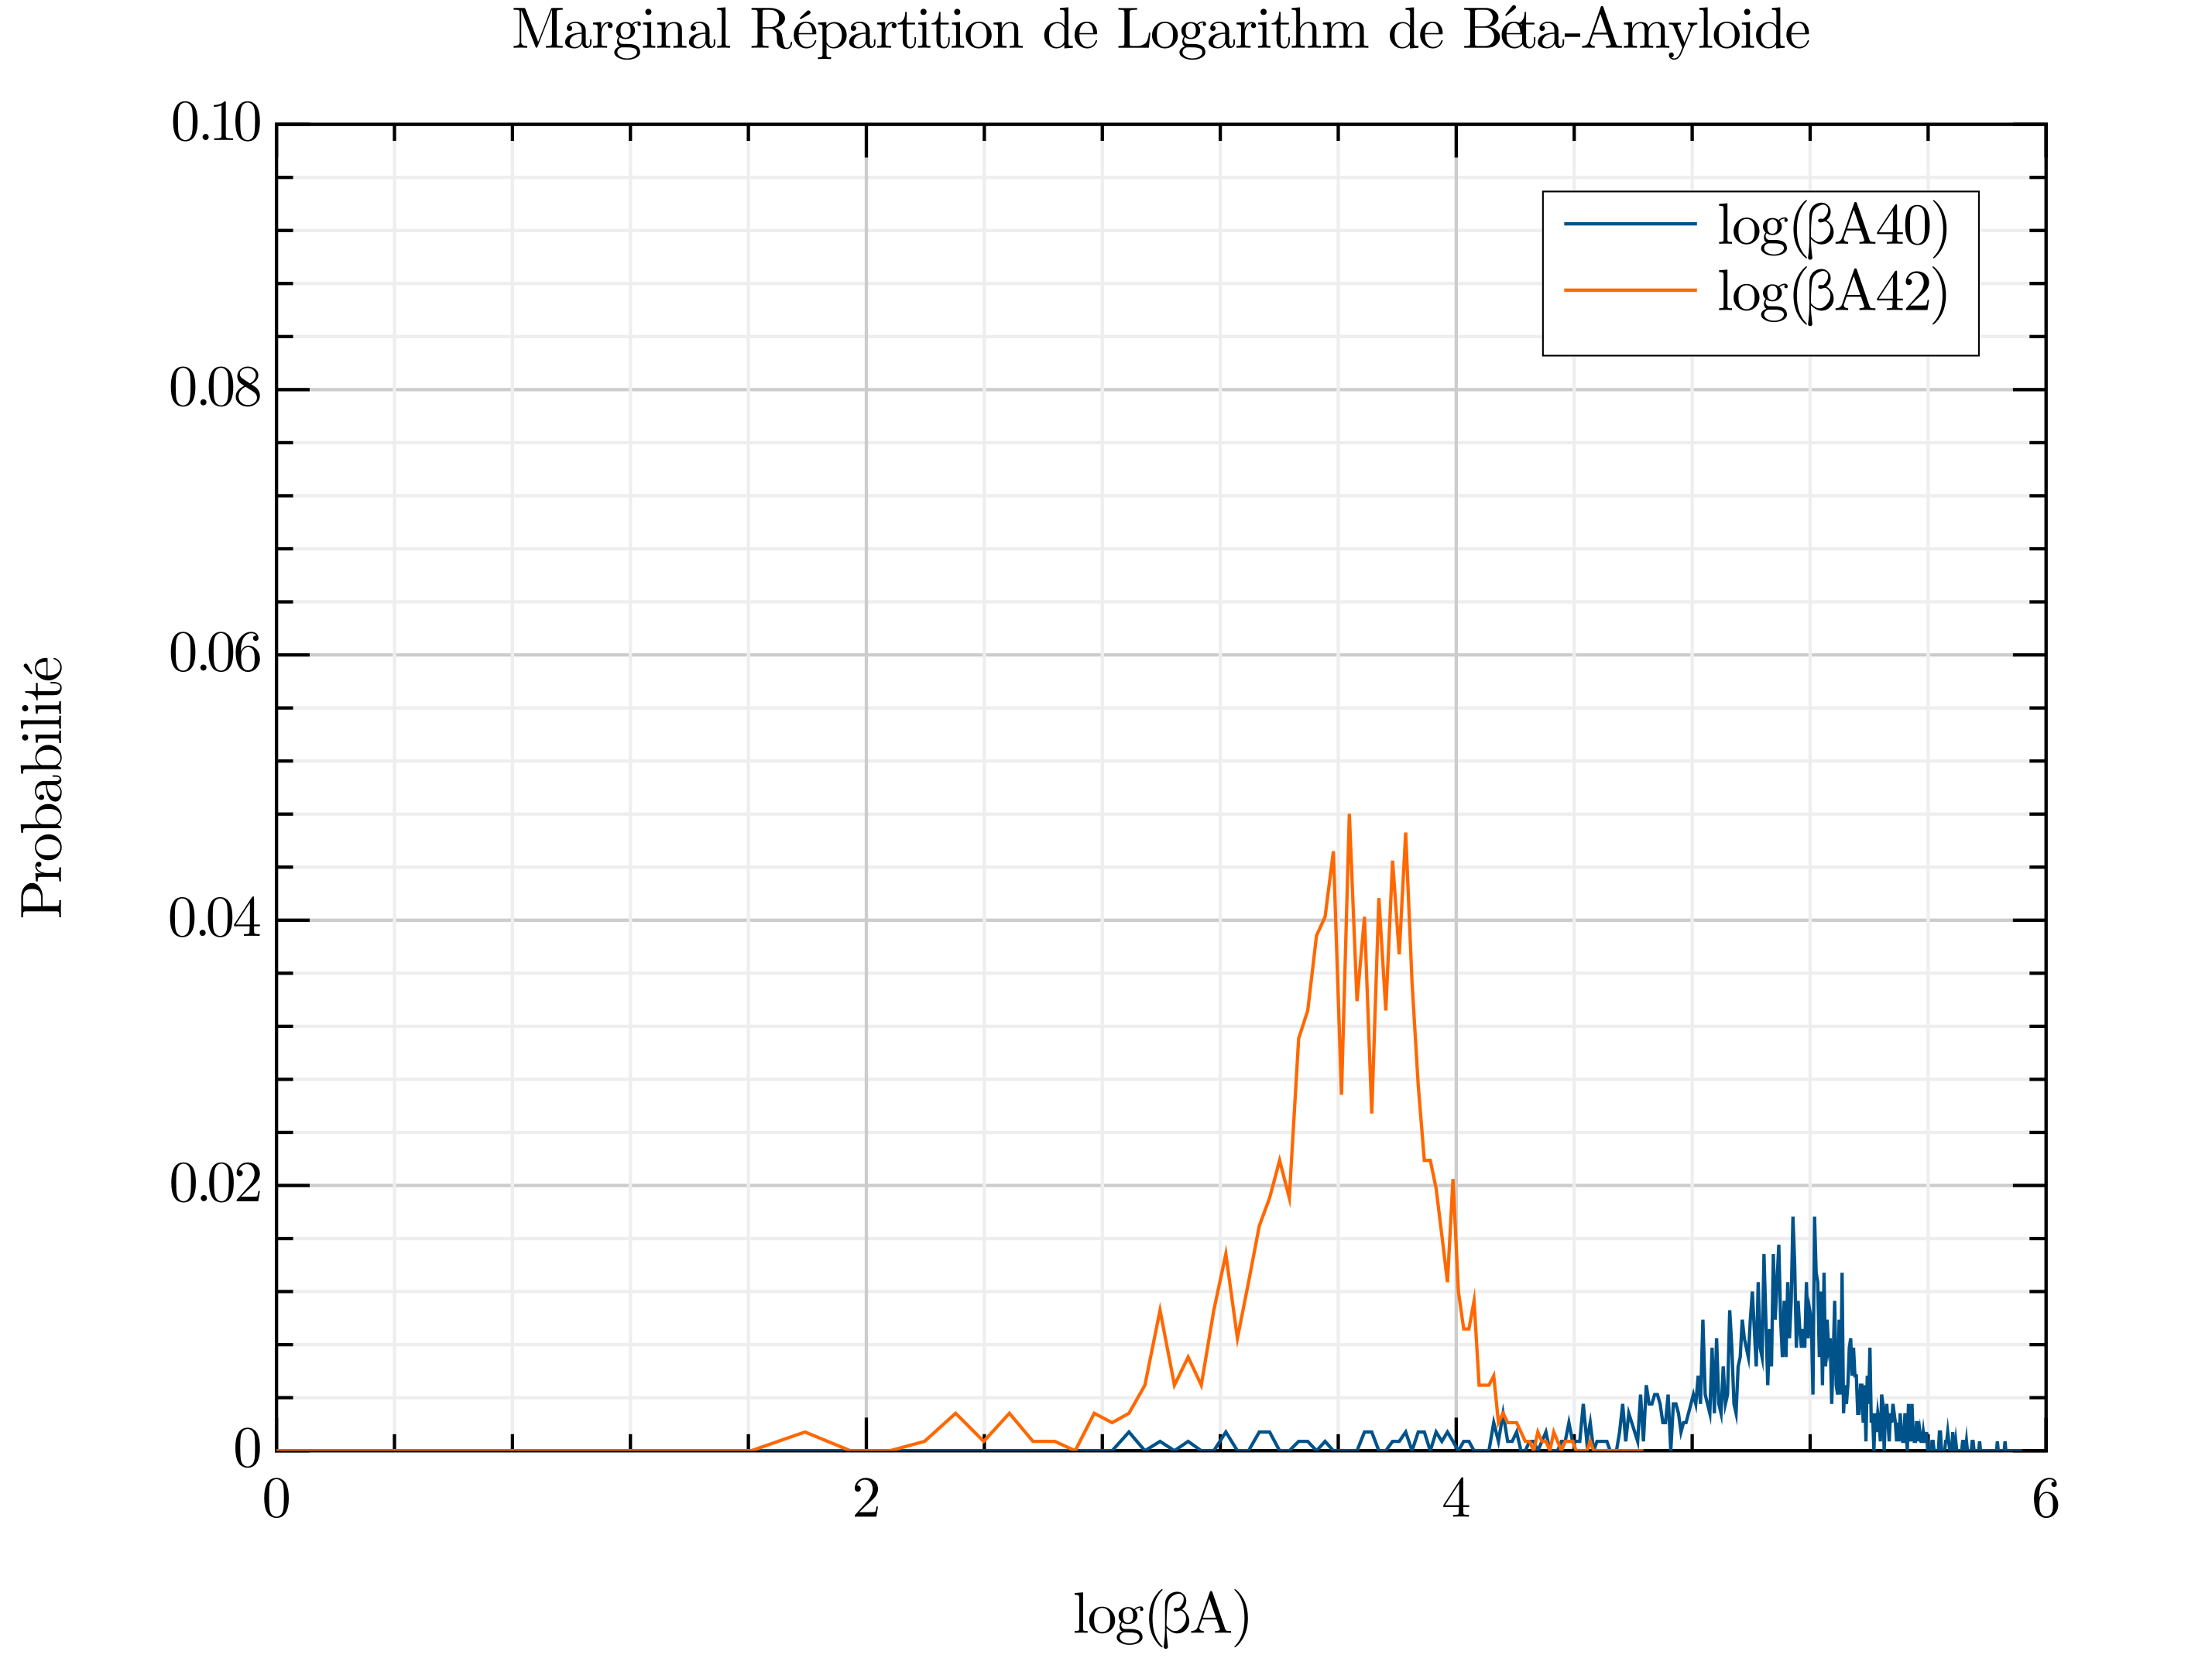 Marginal Répartition de Logarithm de Báta-Amyloide
0.10
0.08
0.06
0.04
0.02
0
0
2
4
6
log(βA40)
log(βA42)
Probabilité
log(βA)